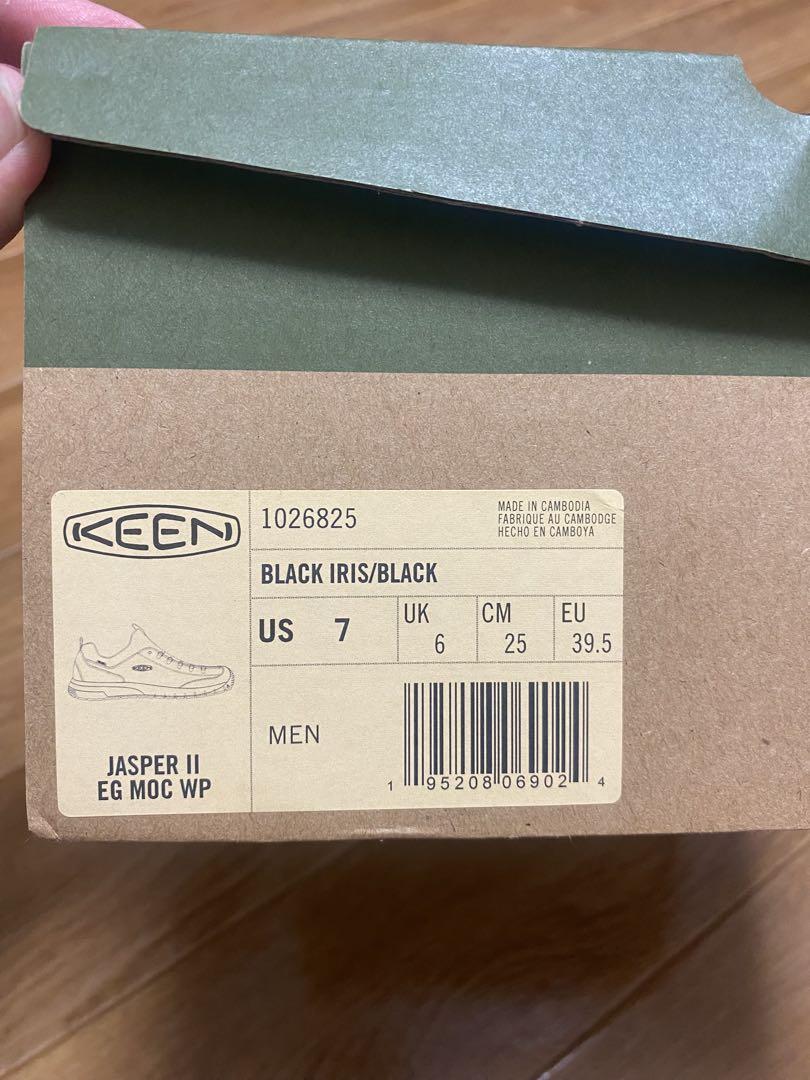 KEEN
1026825
MADE IN CAMBODIA
FABRIQUE AU CAMBODGE
HECHO EN CAMBOYA
BLACK IRIS/BLACK
US 7
UK 6
CM 25
EU 39.5
MEN
JASPER II
EG MOC WP
1 95208 06902 4